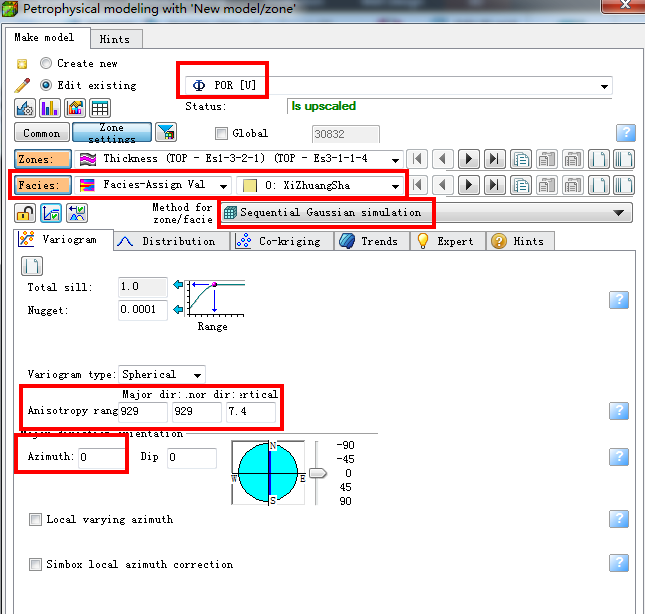 Petrophysical modeling with 'New model/zone'
Make model Hints
Create new
Edit existing Φ POR [U]
Status: Is upscaled
Common Zone settings Global 30832 ?
Zones: Thickness (TOP - Es1-3-2-1) (TOP - Es3-1-1-4
Facies: Facies-Assign Val 0: XiZhuangSha
Method for zone/facie Sequential Gaussian simulation
Variogram Distribution Co-kriging Trends Expert ? Hints
Total sill: 1.0 ?
Nugget: 0.0001
Range
Variogram type: Spherical
Major dir: .nor dir: ertical
Anisotropy rang 929 929 7.4 ?
Major direction orientation
Azimuth: 0 Dip 0 N W E S -90 -45 0 45 90 ?
Local varying azimuth ?
Simbox local azimuth correction ?